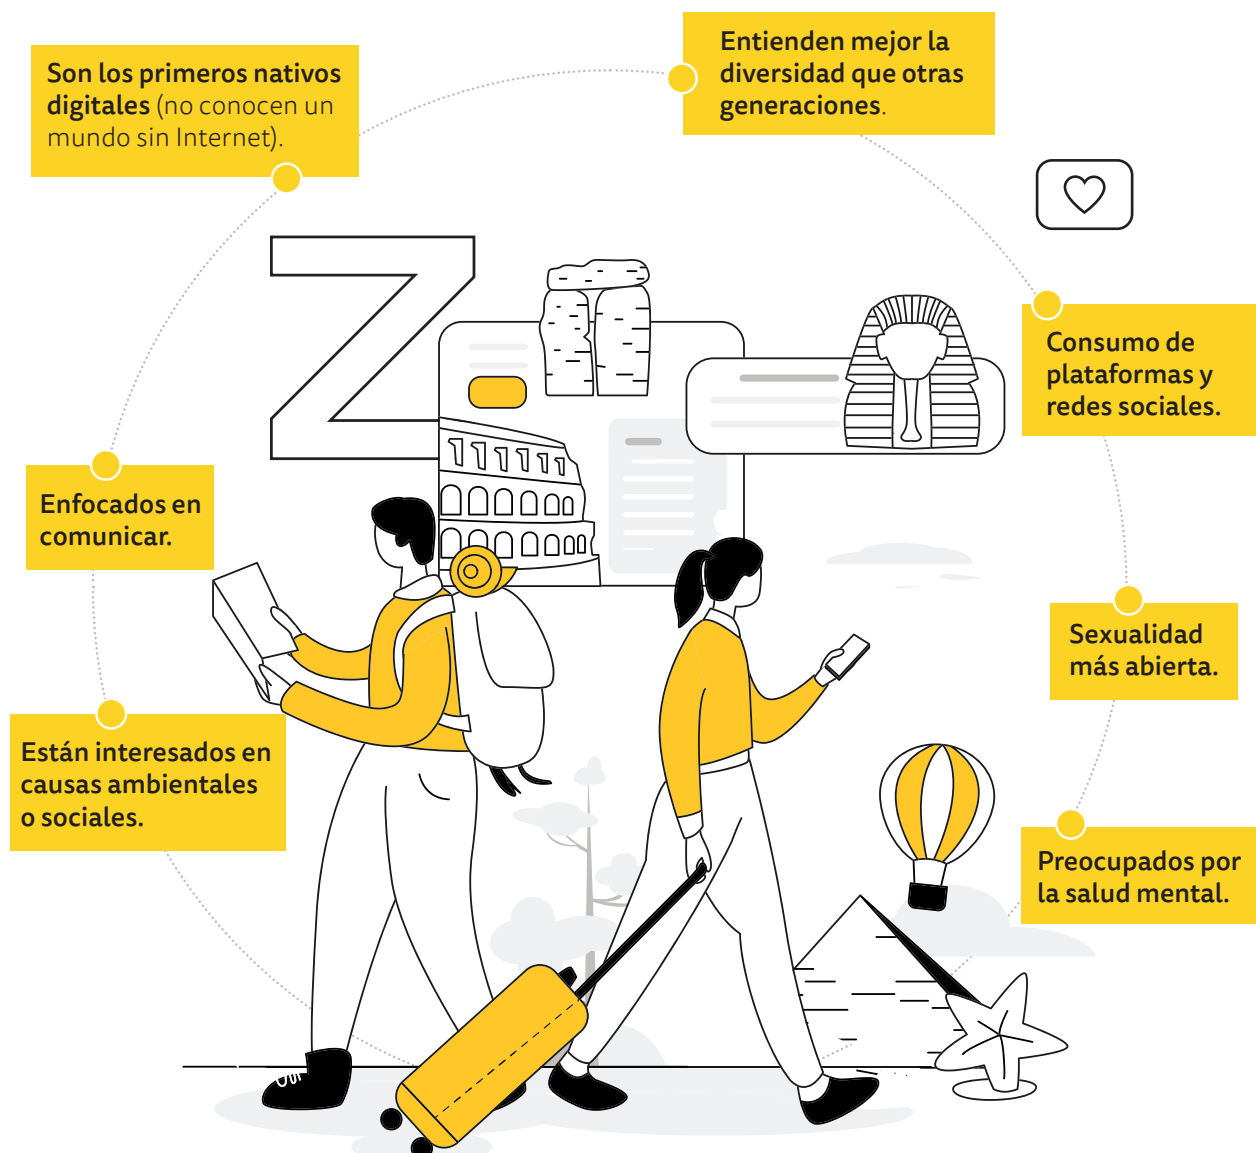 Son los primeros nativos
digitales (no conocen un
mundo sin Internet).
Entienden mejor la
diversidad que otras
generaciones.
Z
Consumo de
plataformas y
redes sociales.
Enfocados en
comunicar.
Sexualidad
más abierta.
Están interesados en
causas ambientales
o sociales.
Preocupados por
la salud mental.